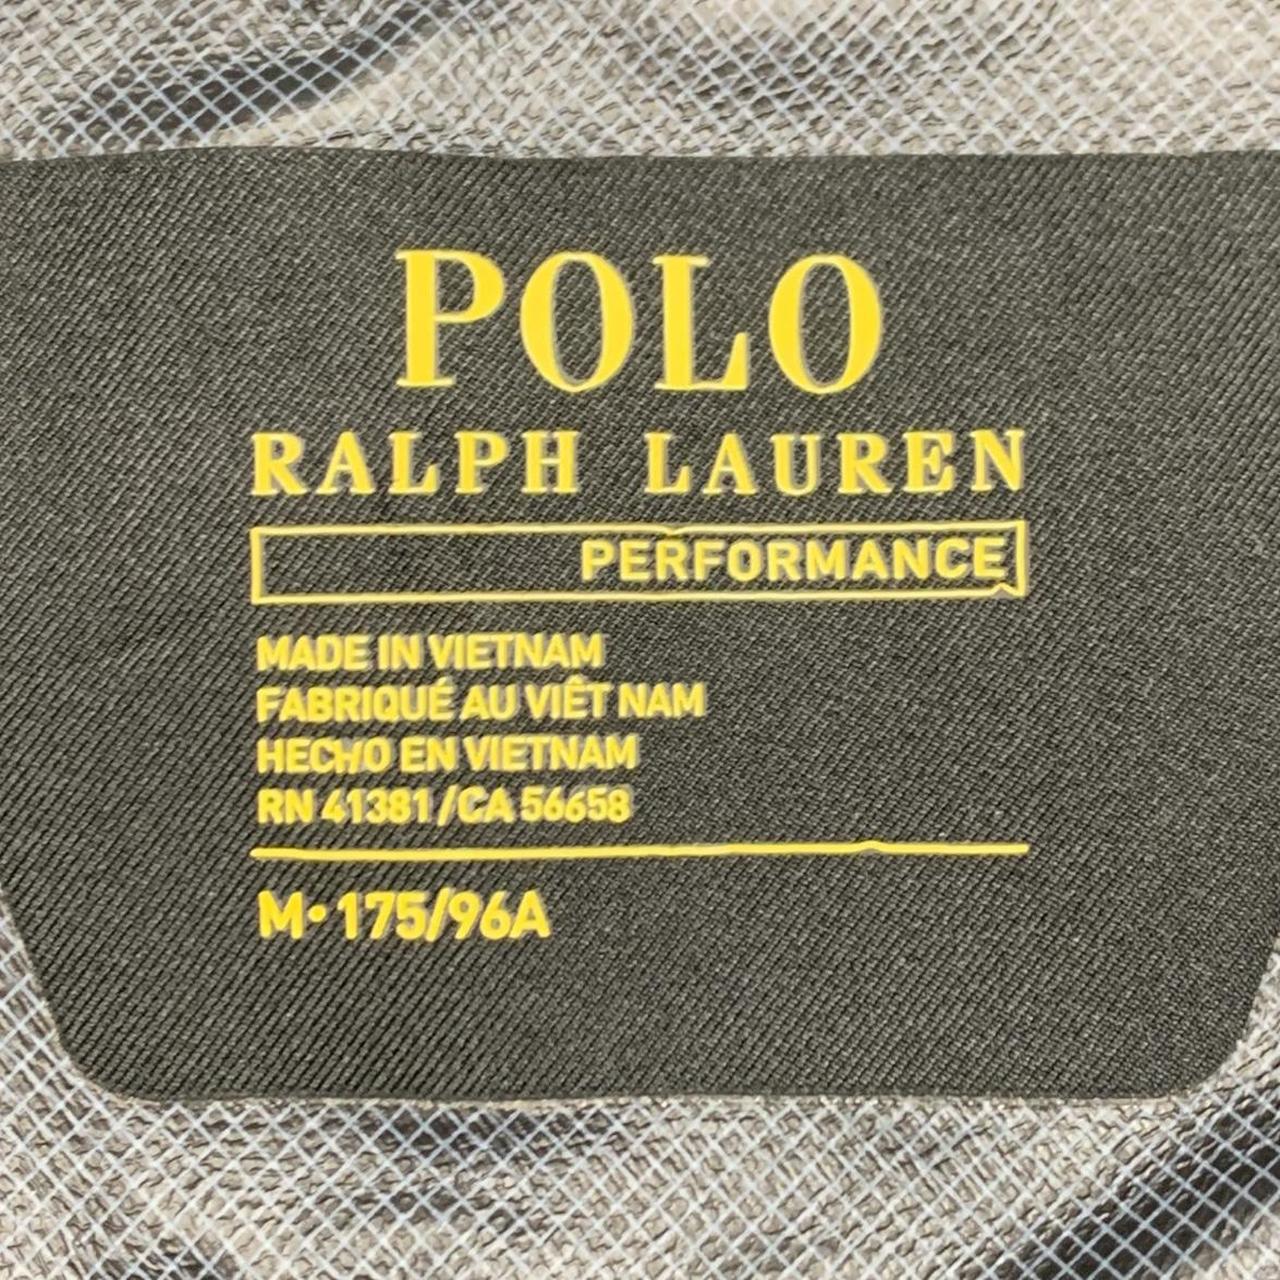 POLO
RALPH LAUREN
PERFORMANCE
MADE IN VIETNAM
FABRIQUÉ AU VIÊT NAM
HECHO EN VIETNAM
RN 41381/CA 56658
M•175/96A